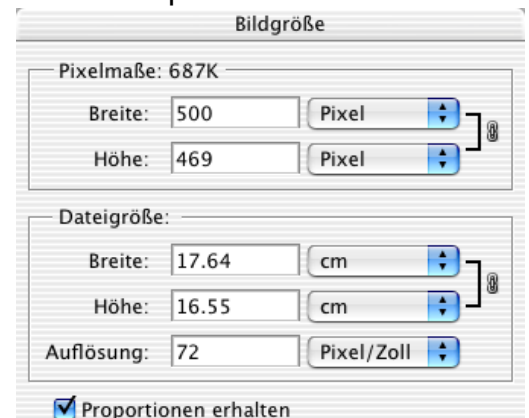 Bildgröße
Pixelmaße: 687K
Breite: 500 Pixel
Höhe: 469 Pixel
Dateigröße:
Breite: 17.64 cm
Höhe: 16.55 cm
Auflösung: 72 Pixel/Zoll
Proportionen erhalten